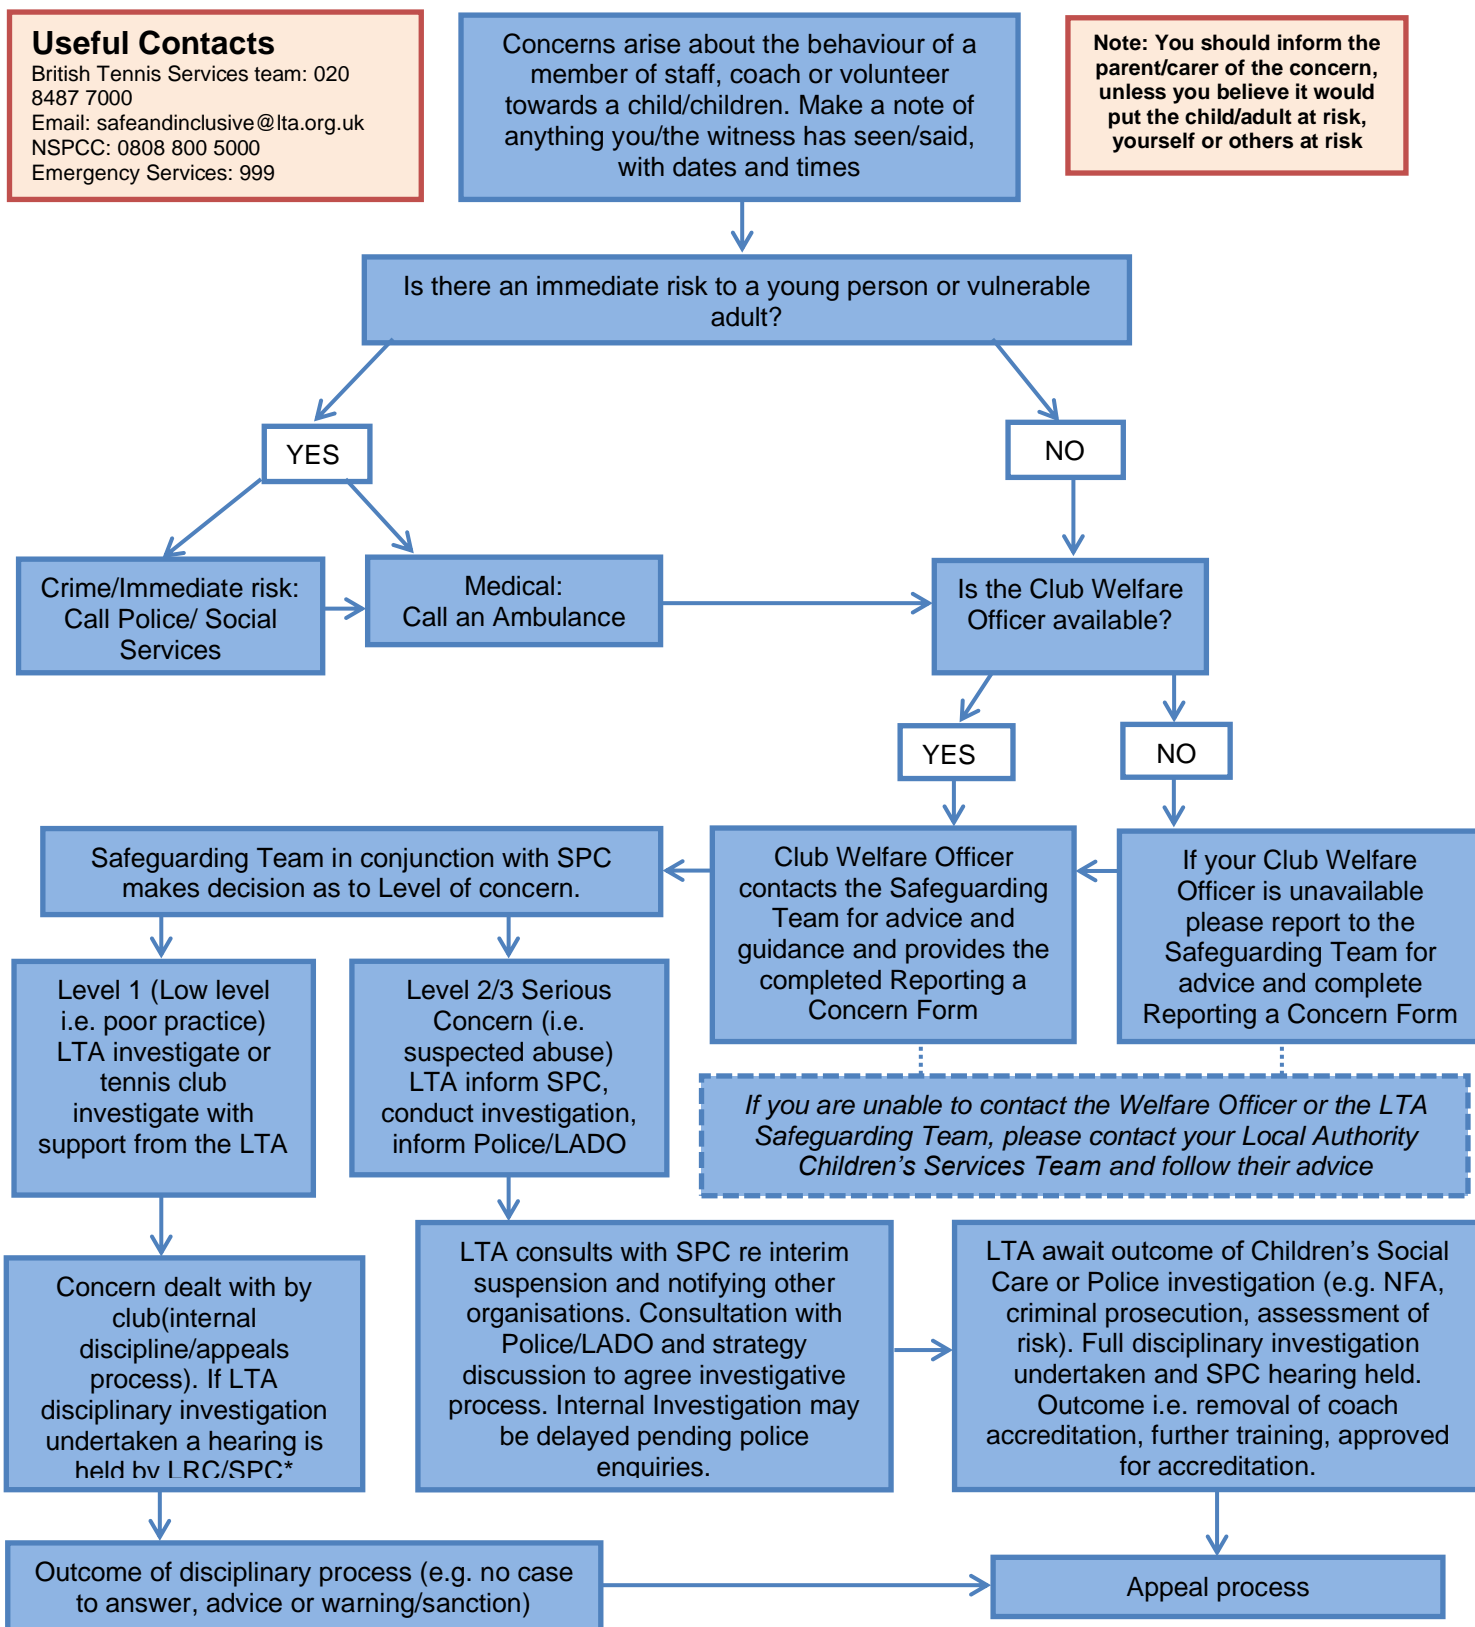 Useful Contacts
British Tennis Services team: 020
8487 7000
Email: safeandinclusive@lta.org.uk
NSPCC: 0808 800 5000
Emergency Services: 999
Concerns arise about the behaviour of a
member of staff, coach or volunteer
towards a child/children. Make a note of
anything you/the witness has seen/said,
with dates and times
Note: You should inform the
parent/carer of the concern,
unless you believe it would
put the child/adult at risk,
yourself or others at risk
Is there an immediate risk to a young person or vulnerable
adult?
YES
NO
Crime/Immediate risk:
Call Police/ Social
Services
Medical:
Call an Ambulance
Is the Club Welfare
Officer available?
YES
NO
Safeguarding Team in conjunction with SPC
makes decision as to Level of concern.
Club Welfare Officer
contacts the Safeguarding
Team for advice and
guidance and provides the
completed Reporting a
Concern Form
If your Club Welfare
Officer is unavailable
please report to the
Safeguarding Team for
advice and complete
Reporting a Concern Form
Level 1 (Low level
i.e. poor practice)
LTA investigate or
tennis club
investigate with
support from the LTA
Level 2/3 Serious
Concern (i.e.
suspected abuse)
LTA inform SPC,
conduct investigation,
inform Police/LADO
If you are unable to contact the Welfare Officer or the LTA
Safeguarding Team, please contact your Local Authority
Children’s Services Team and follow their advice
Concern dealt with by
club(internal
discipline/appeals
process). If LTA
disciplinary investigation
undertaken a hearing is
held by LRC/SPC*
LTA consults with SPC re interim
suspension and notifying other
organisations. Consultation with
Police/LADO and strategy
discussion to agree investigative
process. Internal Investigation may
be delayed pending police
enquiries.
LTA await outcome of Children’s Social
Care or Police investigation (e.g. NFA,
criminal prosecution, assessment of
risk). Full disciplinary investigation
undertaken and SPC hearing held.
Outcome i.e. removal of coach
accreditation, further training, approved
for accreditation.
Outcome of disciplinary process (e.g. no case
to answer, advice or warning/sanction)
Appeal process